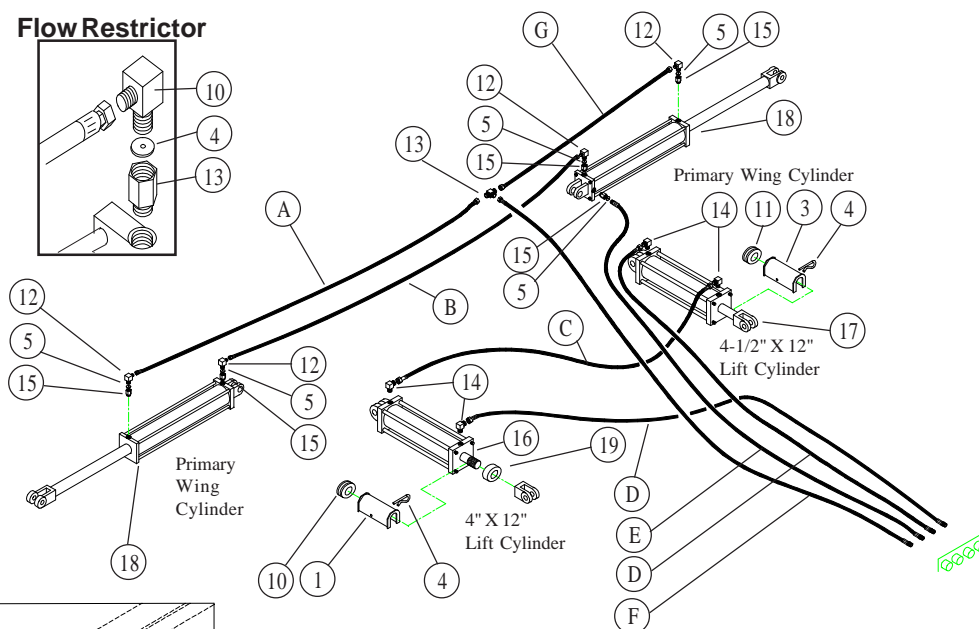 Flow Restrictor
10
4
13
G
12
5
15
12
5
15
18
13
Primary Wing Cylinder
A
14
11
3
4
15
5
B
12
5
15
12
5
15
C
17
4-1/2" X 12"
Lift Cylinder
14
14
16
19
Primary
Wing
Cylinder
18
D
E
D
F
4" X 12"
Lift Cylinder
10
1
4